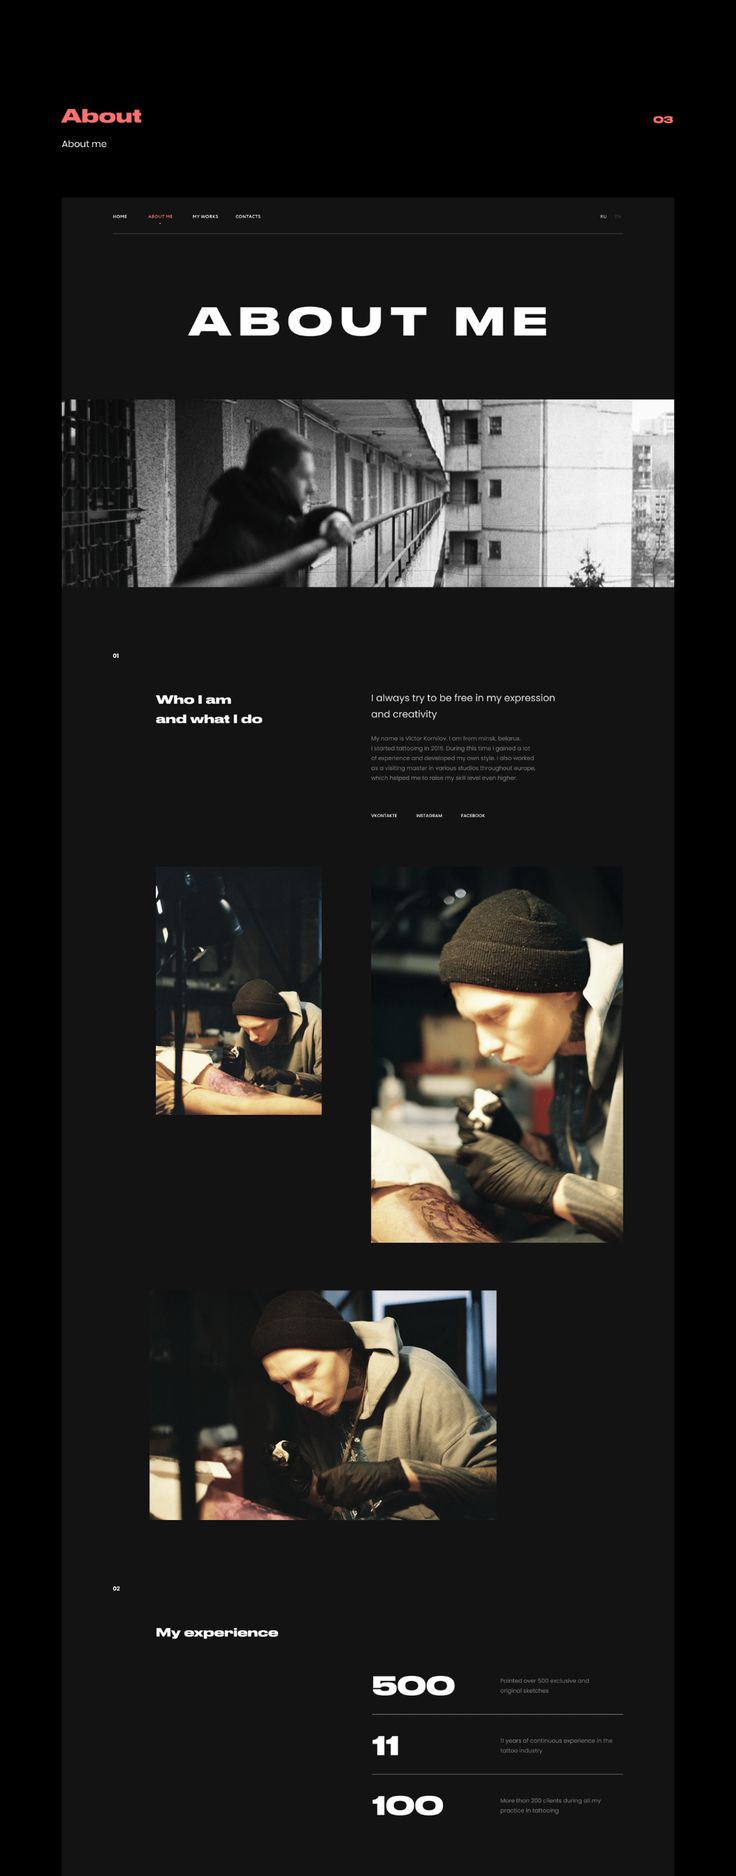 About
03
About me
HOME ABOUT ME MY WORKS CONTACTS RU EN
ABOUT ME
01
Who I am
and what I do
I always try to be free in my expression
and creativity
My name is Victor Kornilov. I am from minsk, belarus.
I started tattooing in 2015. During this time I gained a lot
of experience and developed my own style. I also worked
as a visiting master in various studios throughout europe,
which helped me to raise my skill level even higher.
VKONTAKTE INSTAGRAM FACEBOOK
02
My experience
500
Painted over 500 exclusive and
original sketches
11
11 years of continuous experience in the
tattoo industry
100
More than 200 clients during all my
practice in tattooing